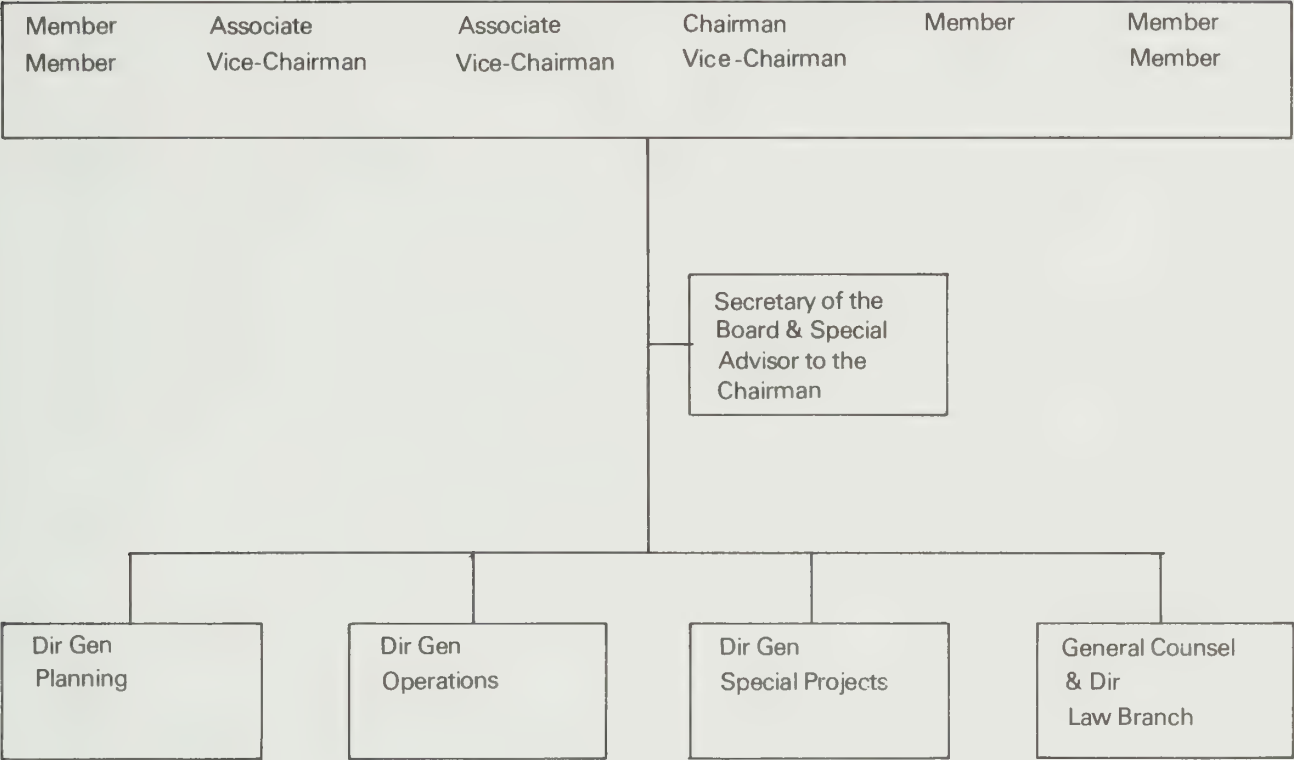 Member Associate Associate Chairman Member Member
Member Vice-Chairman Vice-Chairman Vice-Chairman Member
Secretary of the
Board & Special
Advisor to the
Chairman
Dir Gen
Planning
Dir Gen
Operations
Dir Gen
Special Projects
General Counsel
& Dir
Law Branch